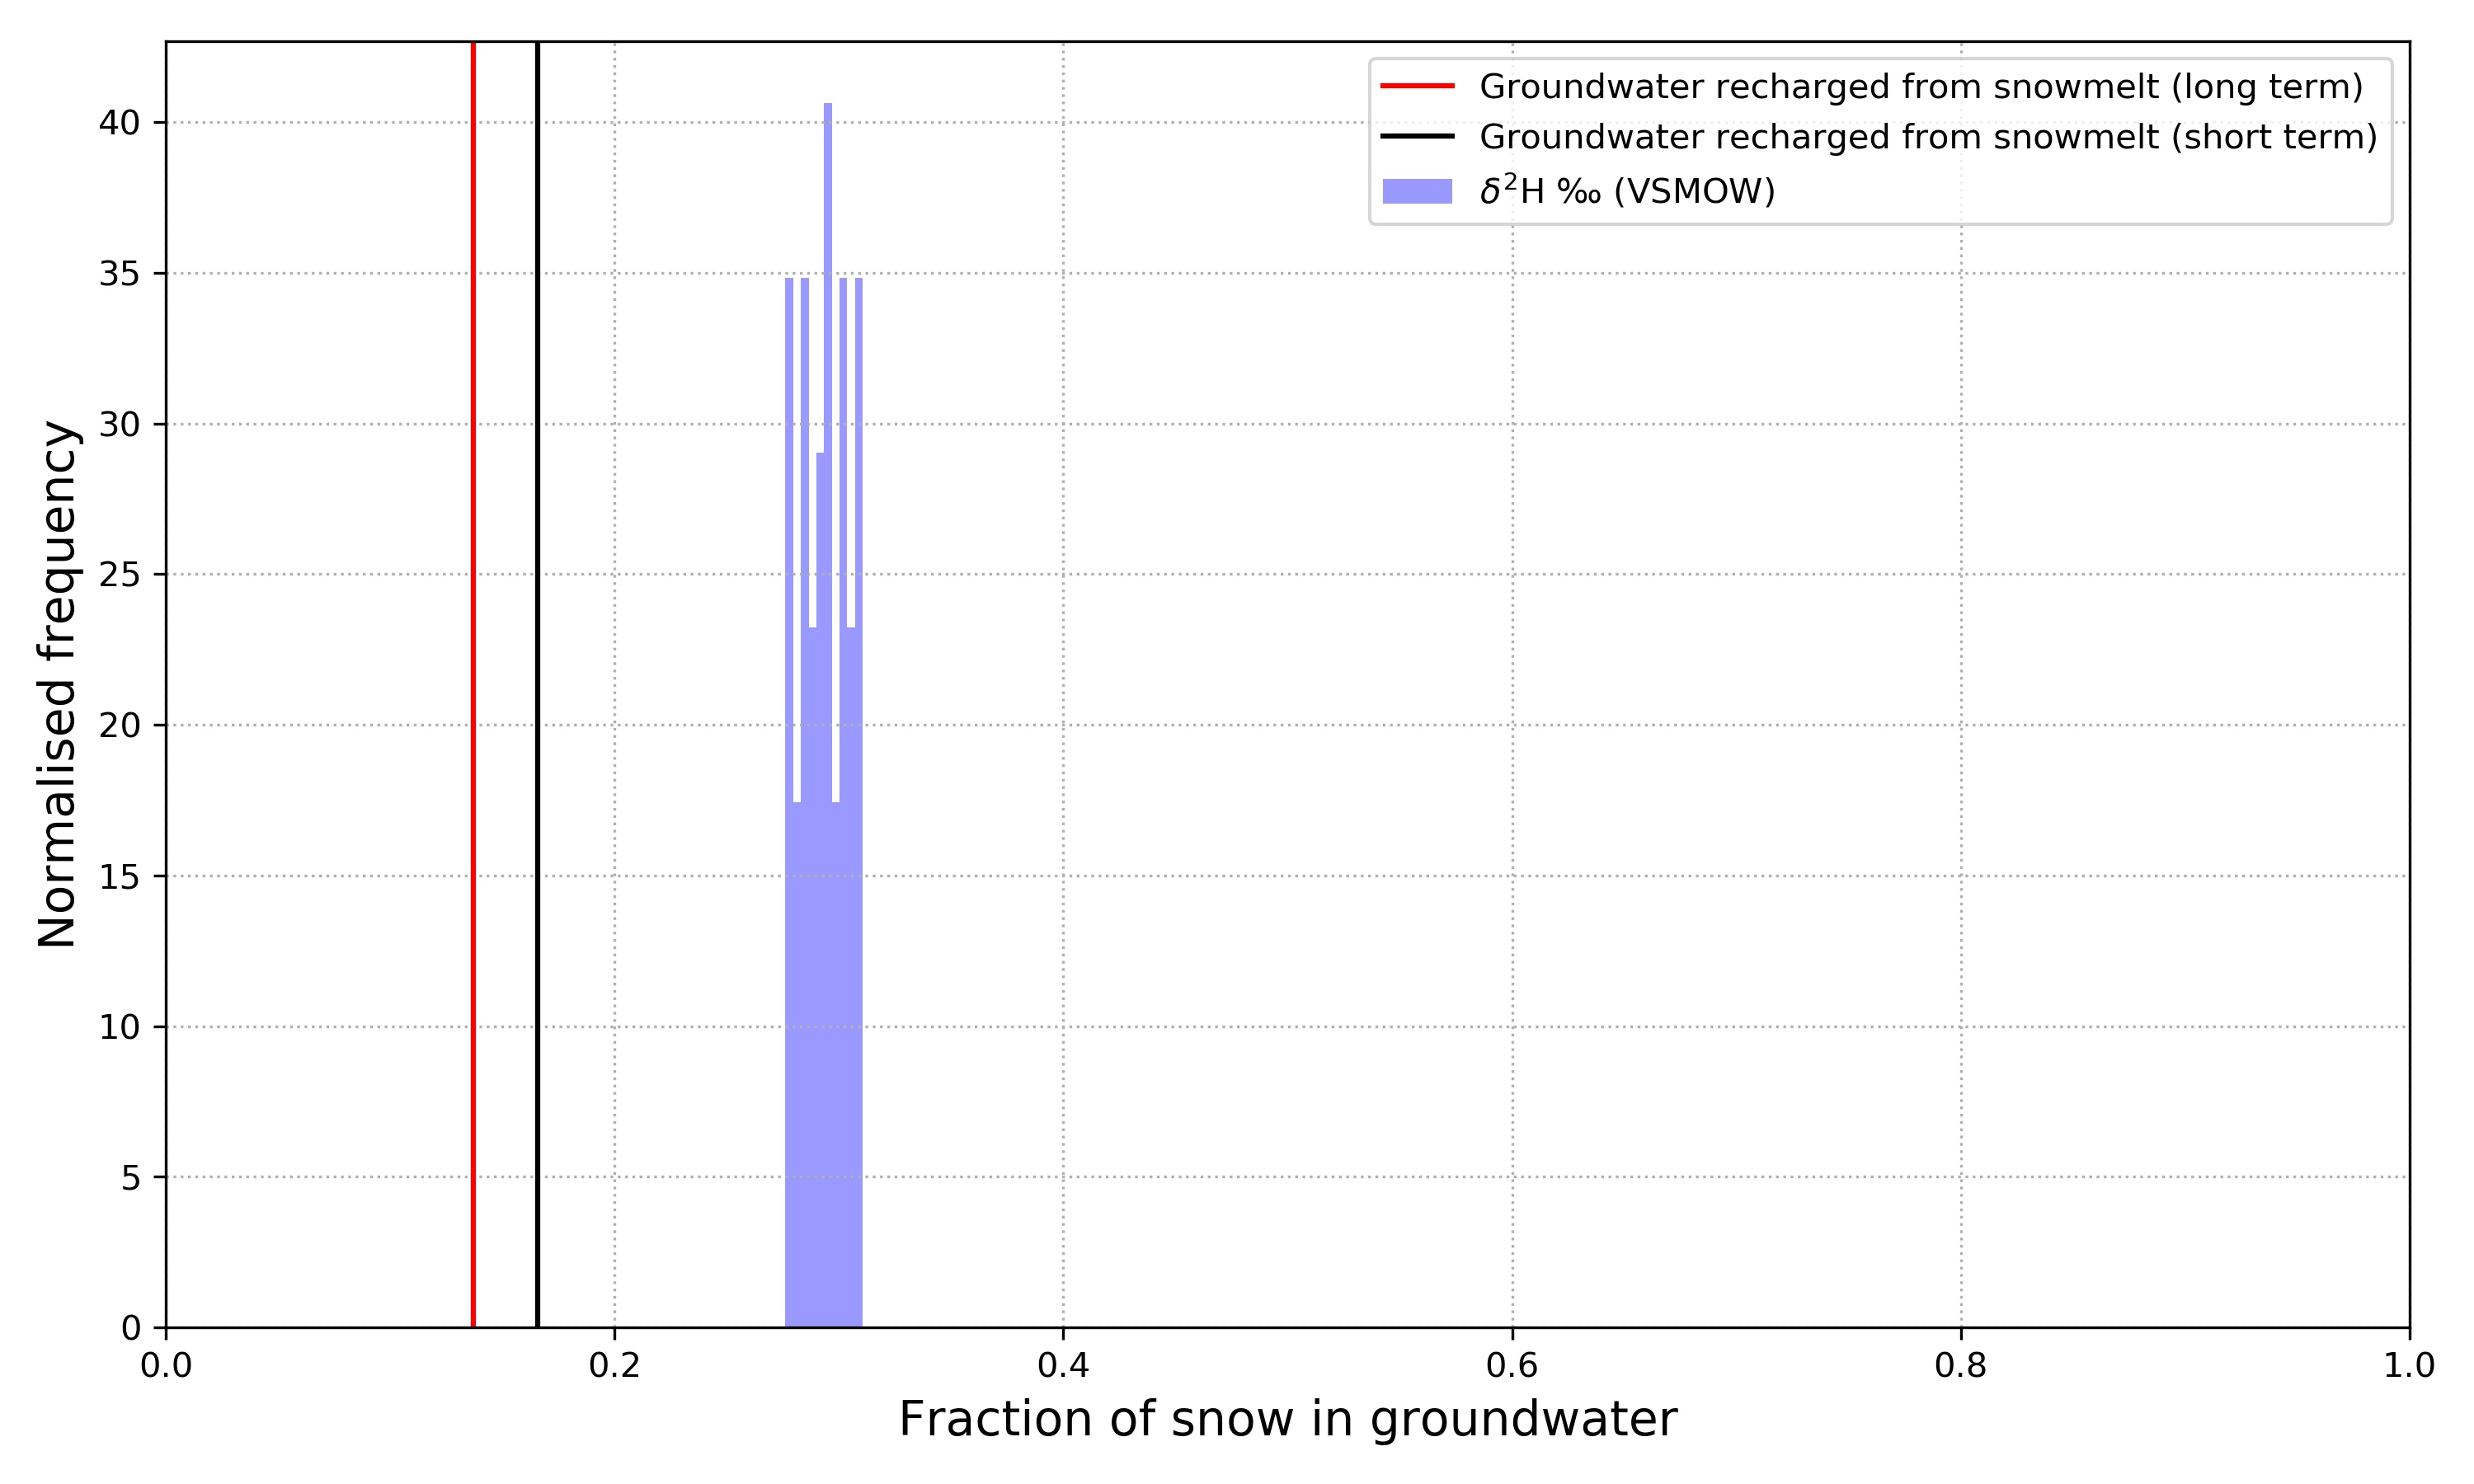 Groundwater recharged from snowmelt (long term)
Groundwater recharged from snowmelt (short term)
δ²H ‰ (VSMOW)
Normalised frequency
40
35
30
25
20
15
10
5
0
0.0 0.2 0.4 0.6 0.8 1.0
Fraction of snow in groundwater